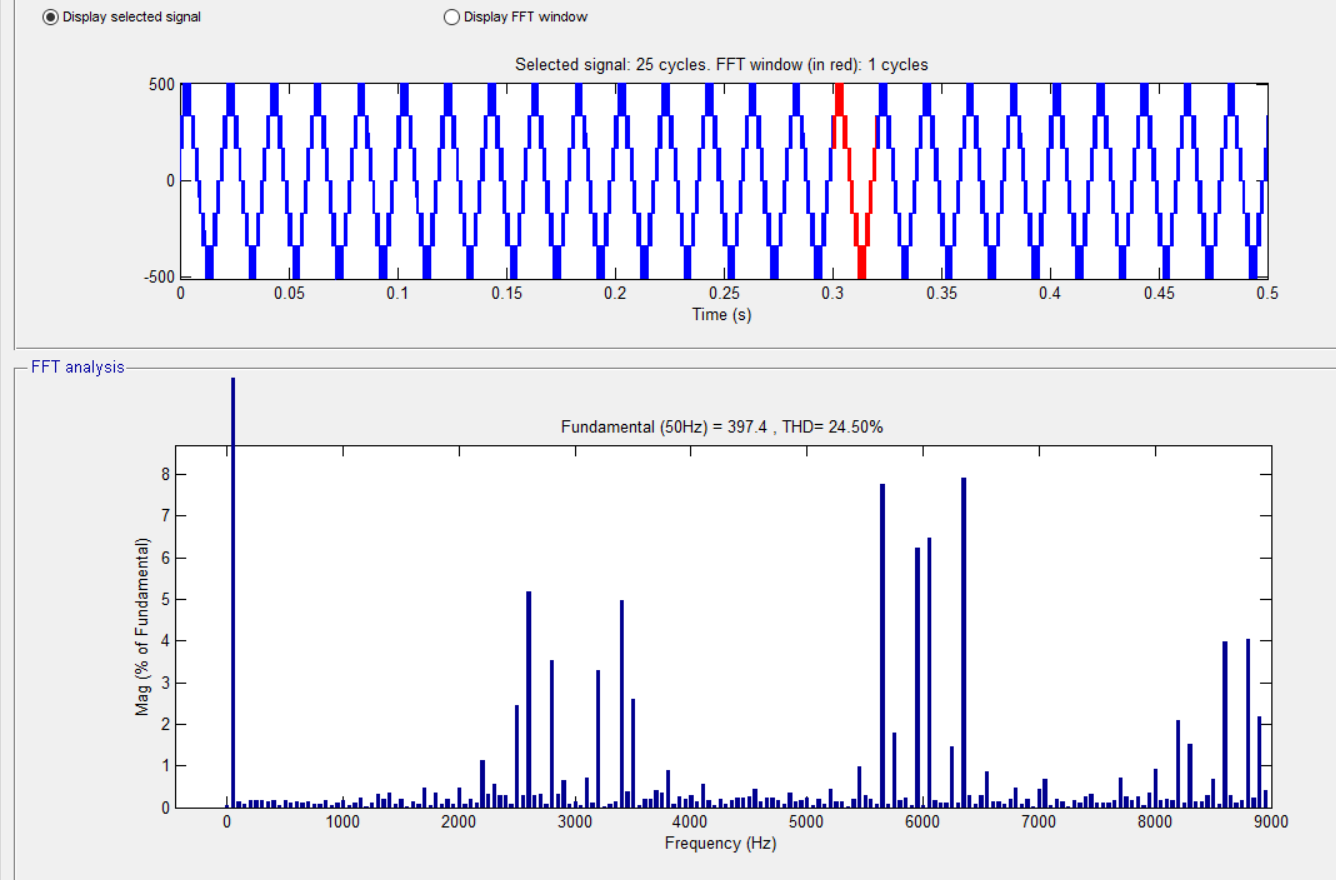 Display selected signal
Display FFT window
Selected signal: 25 cycles. FFT window (in red): 1 cycles
500
0
-500
0 0.05 0.1 0.15 0.2 0.25 0.3 0.35 0.4 0.45 0.5
Time (s)
FFT analysis
Fundamental (50Hz) = 397.4 , THD= 24.50%
Mag (% of Fundamental)
8
7
6
5
4
3
2
1
0
0 1000 2000 3000 4000 5000 6000 7000 8000 9000
Frequency (Hz)